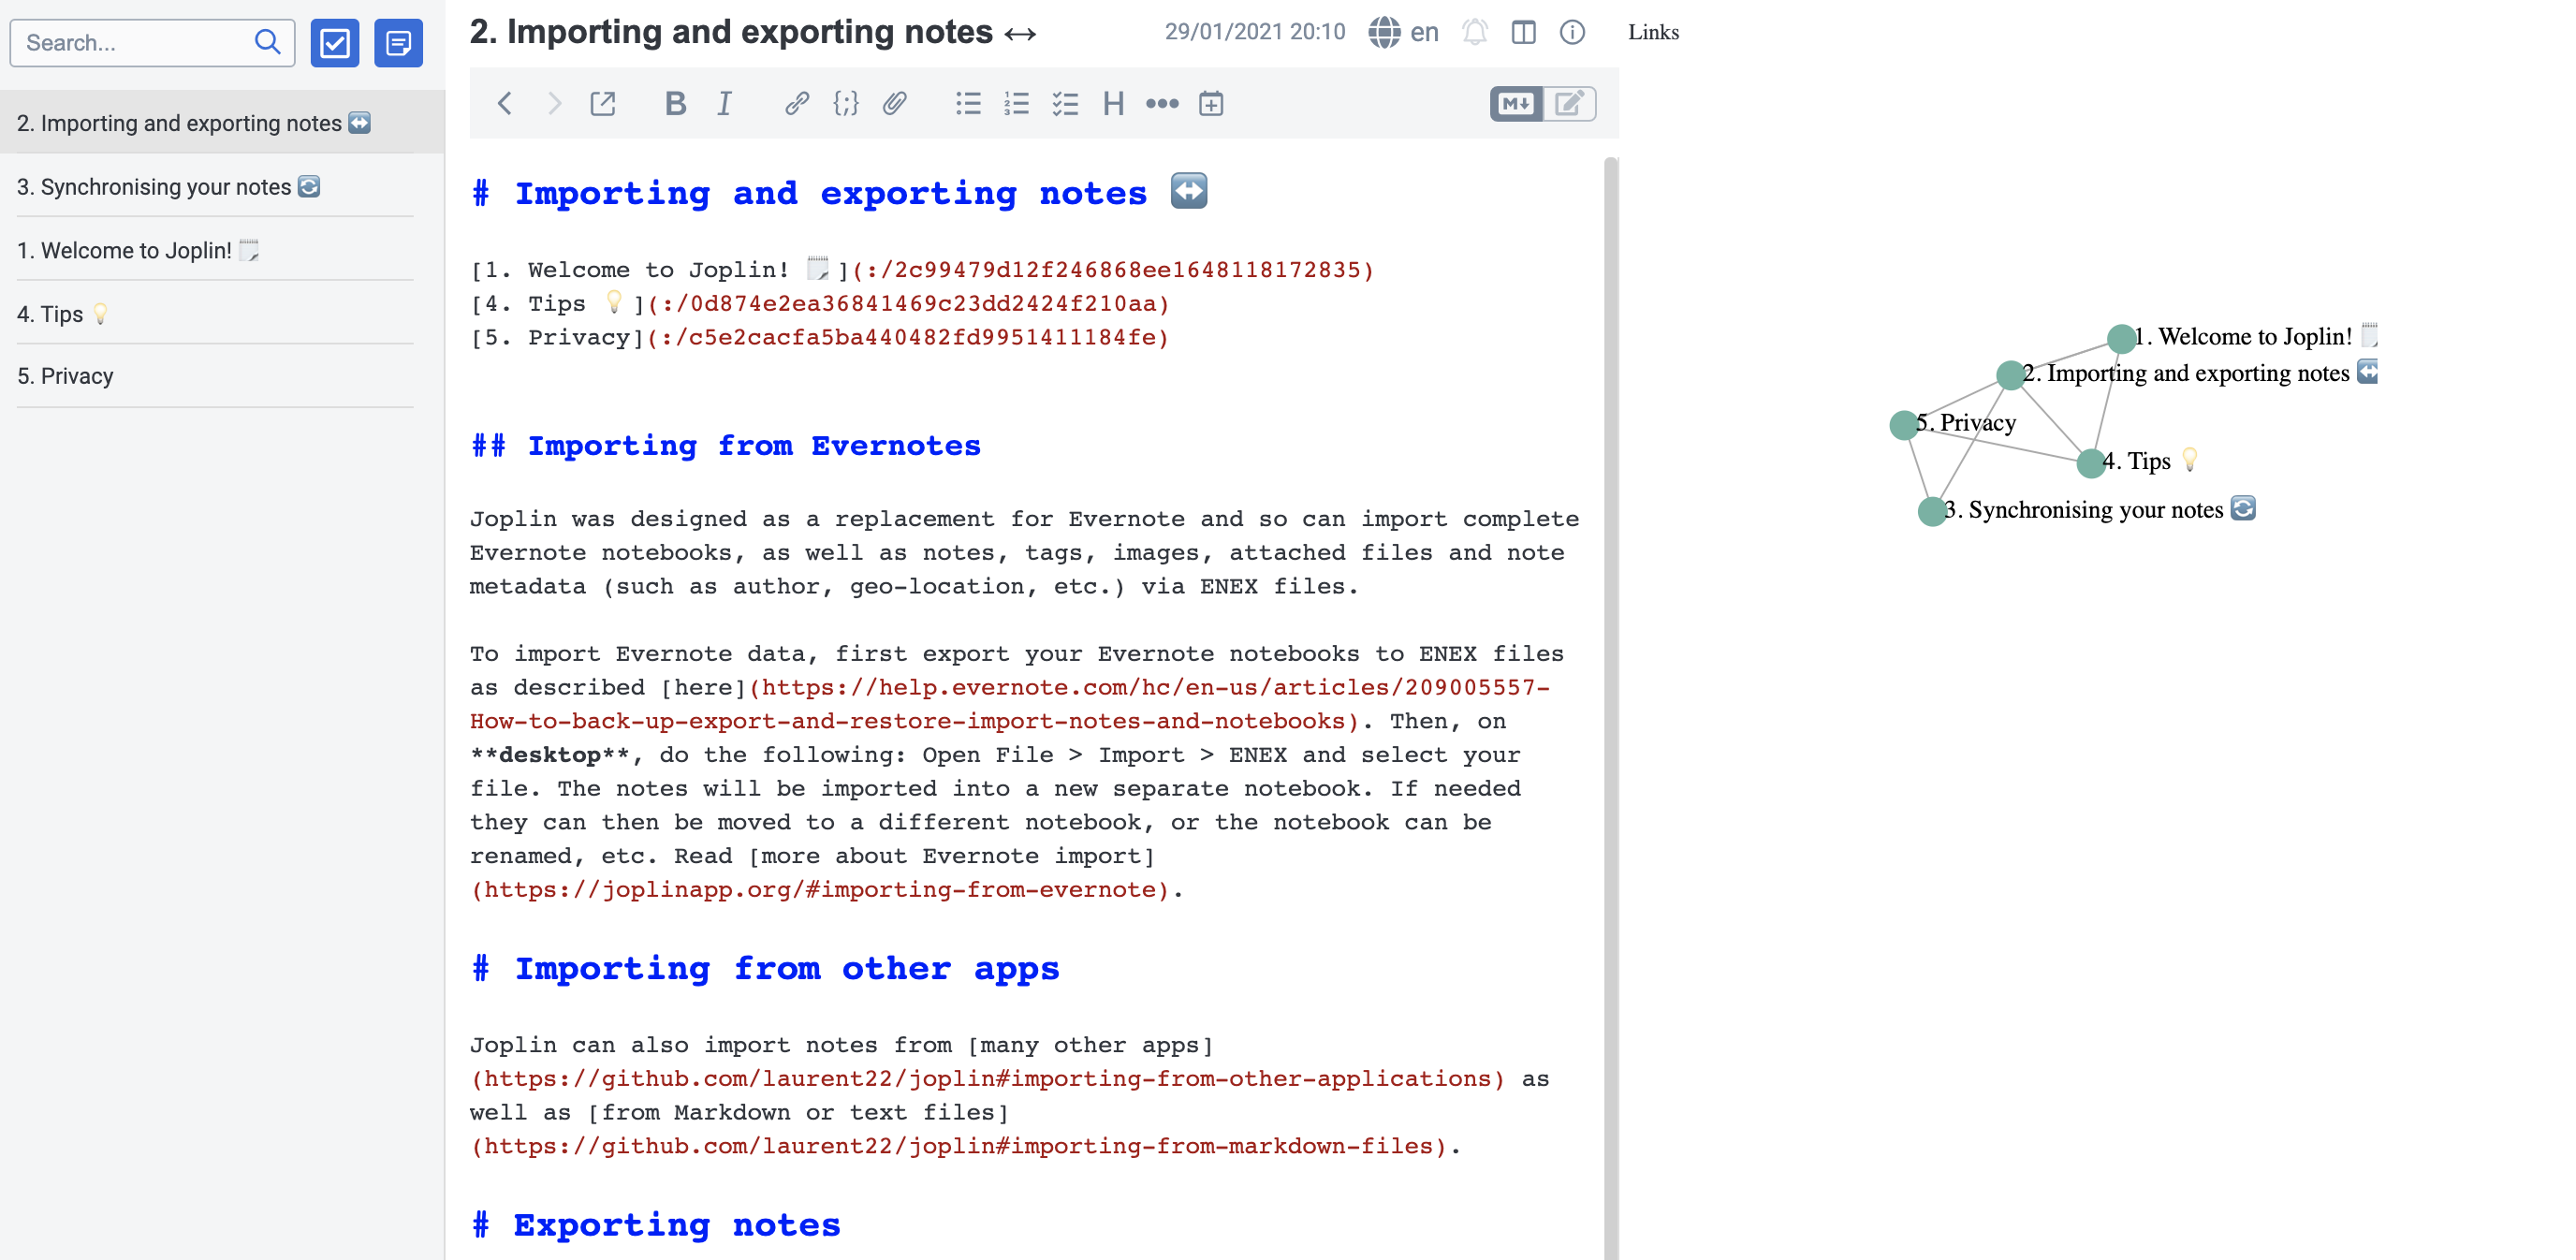 Search...
2. Importing and exporting notes ↔️
3. Synchronising your notes 🔄
1. Welcome to Joplin! 🗒️
4. Tips 💡
5. Privacy
2. Importing and exporting notes ↔
29/01/2021 20:10
en
B I
{;}
H
M↓
# Importing and exporting notes ↔️
[1. Welcome to Joplin! 🗒️](:/2c99479d12f246868ee1648118172835)
[4. Tips 💡](:/0d874e2ea36841469c23dd2424f210aa)
[5. Privacy](:/c5e2cacfa5ba440482fd9951411184fe)
## Importing from Evernotes
Joplin was designed as a replacement for Evernote and so can import complete
Evernote notebooks, as well as notes, tags, images, attached files and note
metadata (such as author, geo-location, etc.) via ENEX files.
To import Evernote data, first export your Evernote notebooks to ENEX files
as described [here](https://help.evernote.com/hc/en-us/articles/209005557-
How-to-back-up-export-and-restore-import-notes-and-notebooks). Then, on
**desktop**, do the following: Open File > Import > ENEX and select your
file. The notes will be imported into a new separate notebook. If needed
they can then be moved to a different notebook, or the notebook can be
renamed, etc. Read [more about Evernote import]
(https://joplinapp.org/#importing-from-evernote).
# Importing from other apps
Joplin can also import notes from [many other apps]
(https://github.com/laurent22/joplin#importing-from-other-applications) as
well as [from Markdown or text files]
(https://github.com/laurent22/joplin#importing-from-markdown-files).
# Exporting notes
Links
1. Welcome to Joplin! 🗒️
2. Importing and exporting notes ↔️
5. Privacy
4. Tips 💡
3. Synchronising your notes 🔄